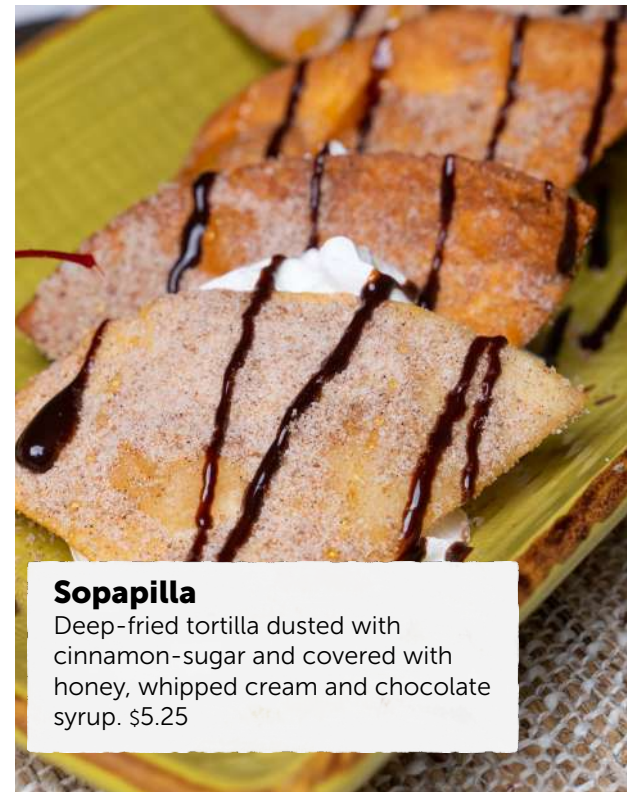 Sopapilla
Deep-fried tortilla dusted with
cinnamon-sugar and covered with
honey, whipped cream and chocolate
syrup. $5.25